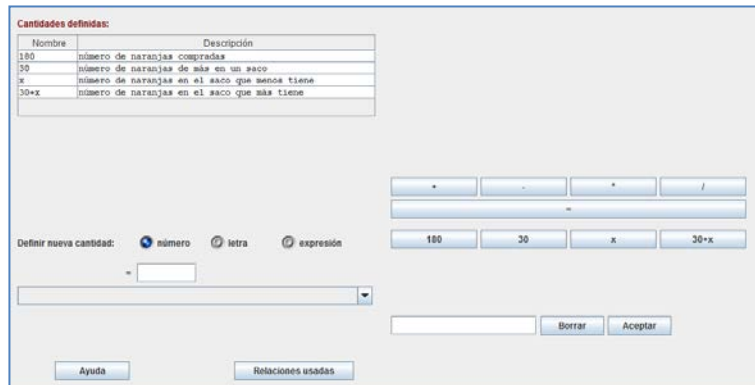 Cantidades definidas:
Nombre Descripción
180 número de naranjas compradas
30 número de naranjas de más en un saco
x número de naranjas en el saco que menos tiene
30+x número de naranjas en el saco que más tiene
+ - * /
=
Definir nueva cantidad: número letra expresión
180 30 x 30+x
=
Borrar Aceptar
Ayuda Relaciones usadas